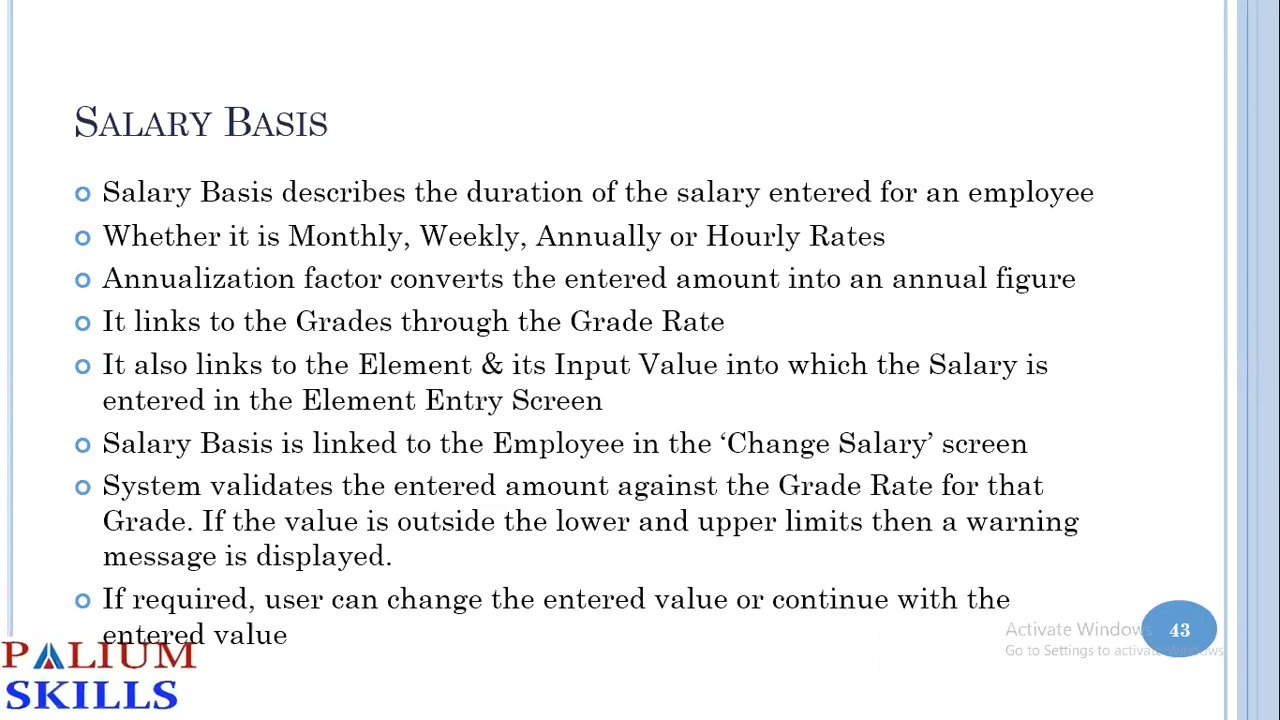 SALARY BASIS
Salary Basis describes the duration of the salary entered for an employee
Whether it is Monthly, Weekly, Annually or Hourly Rates
Annualization factor converts the entered amount into an annual figure
It links to the Grades through the Grade Rate
It also links to the Element & its Input Value into which the Salary is
entered in the Element Entry Screen
Salary Basis is linked to the Employee in the ‘Change Salary’ screen
System validates the entered amount against the Grade Rate for that
Grade. If the value is outside the lower and upper limits then a warning
message is displayed.
If required, user can change the entered value or continue with the
entered value
Activate Windows
43
Go to Settings to activate Windows
PALIUM
SKILLS